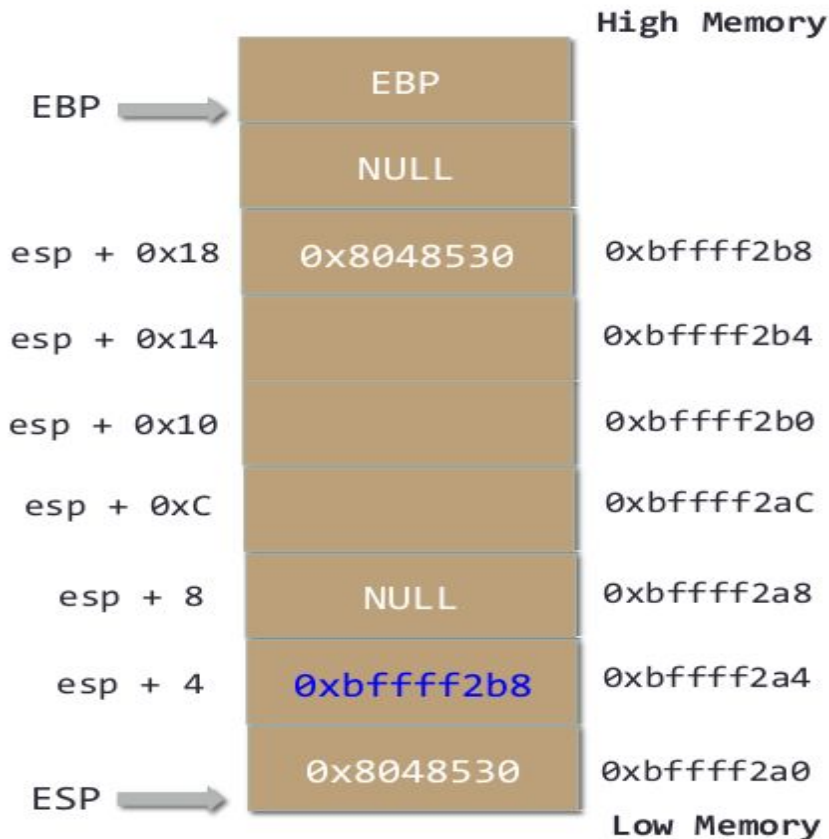 High Memory
EBP
EBP
NULL
esp + 0x18 0x8048530 0xbffff2b8
esp + 0x14 0xbffff2b4
esp + 0x10 0xbffff2b0
esp + 0xC 0xbffff2aC
esp + 8 NULL 0xbffff2a8
esp + 4 0xbffff2b8 0xbffff2a4
0x8048530 0xbffff2a0
ESP
Low Memory